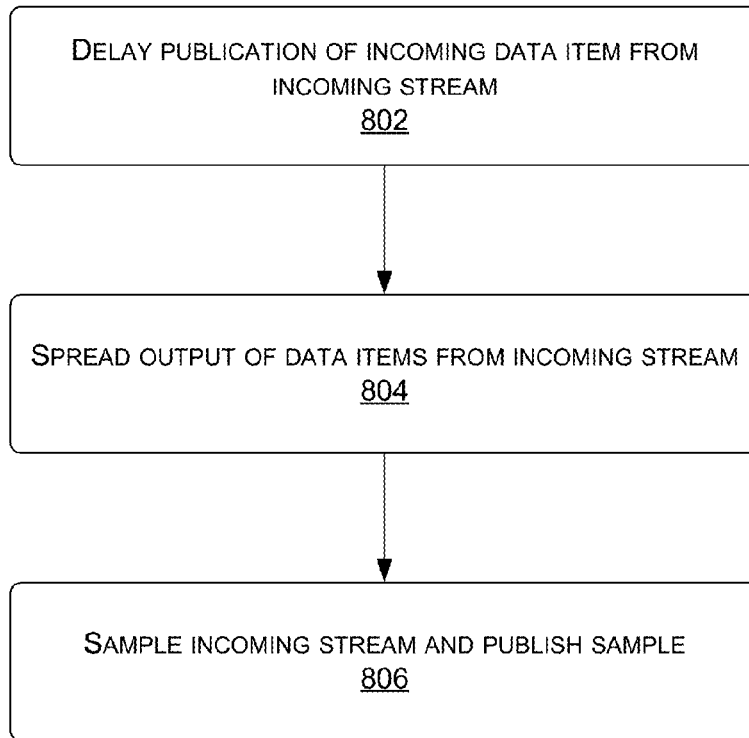 DELAY PUBLICATION OF INCOMING DATA ITEM FROM
INCOMING STREAM
802
SPREAD OUTPUT OF DATA ITEMS FROM INCOMING STREAM
804
SAMPLE INCOMING STREAM AND PUBLISH SAMPLE
806